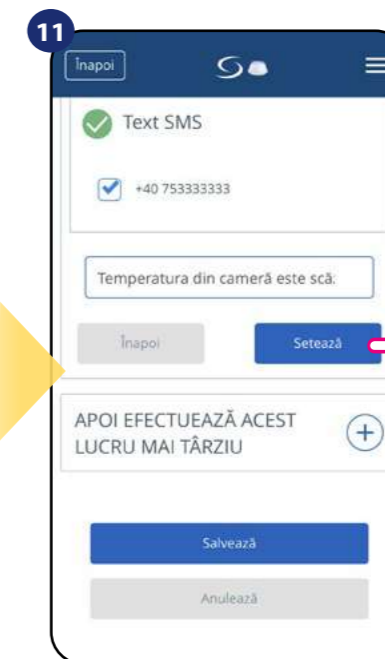 11
Înapoi
Text SMS
+40 753333333
Temperatura din cameră este scă:
Înapoi
Setează
APOI EFECTUEAZĂ ACEST
LUCRU MAI TÂRZIU
Salvează
Anulează